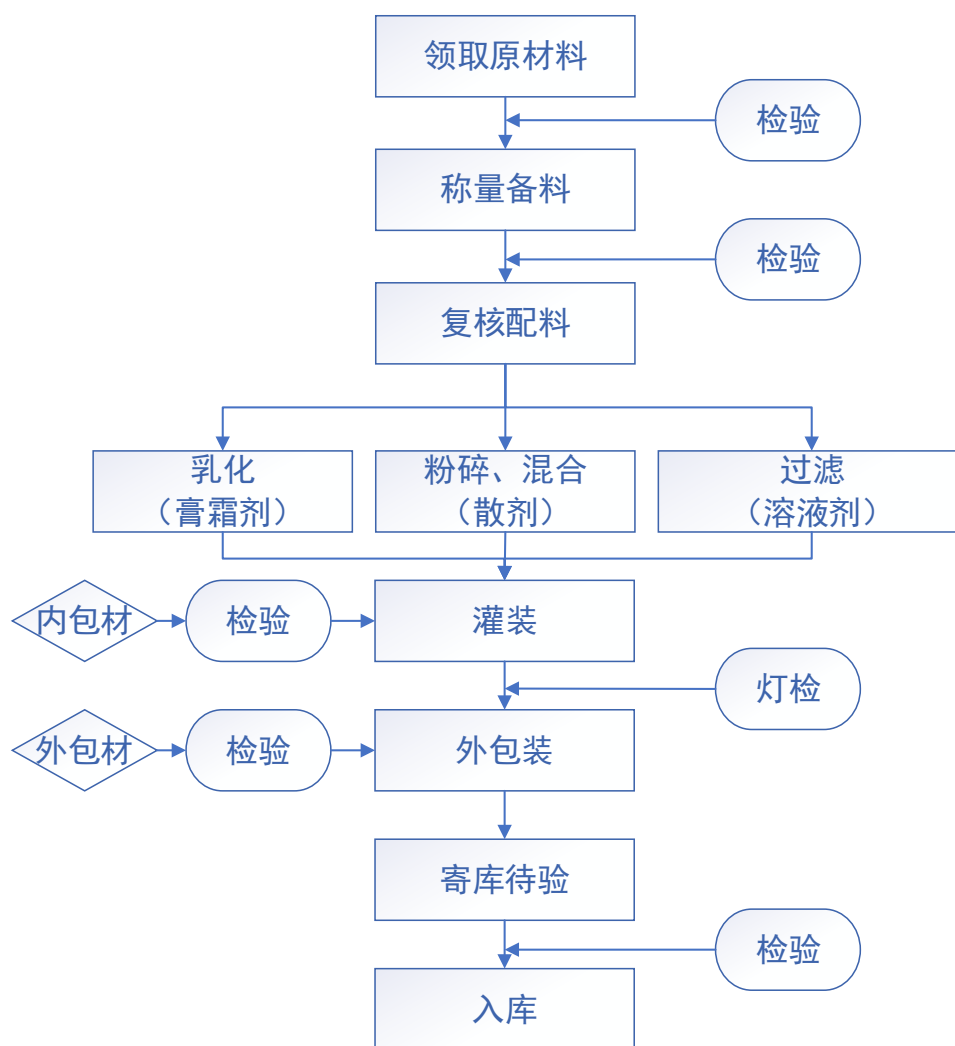 领取原材料
检验
称量备料
检验
复核配料
乳化
（膏霜剂）
粉碎、混合
（散剂）
过滤
（溶液剂）
内包材
检验
灌装
灯检
外包材
检验
外包装
寄库待验
检验
入库